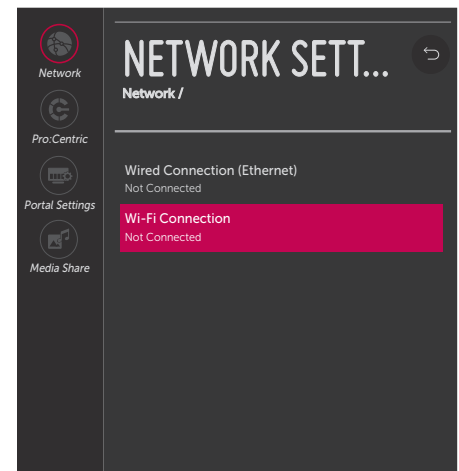 Network
Pro:Centric
Portal Settings
Media Share
NETWORK SETT...
Network /
Wired Connection (Ethernet)
Not Connected
Wi-Fi Connection
Not Connected